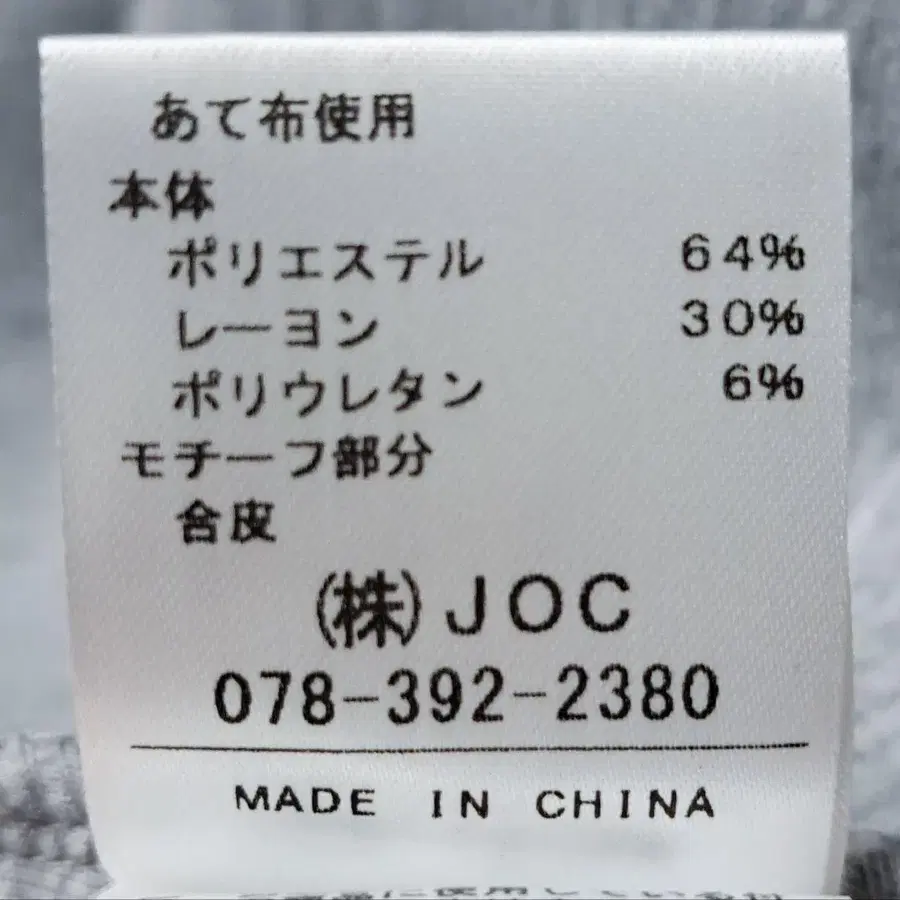 あて布使用
本体
ポリエステル 64%
レーヨン 30%
ポリウレタン 6%
モチーフ部分
合皮
(株)JOC
078-392-2380
MADE IN CHINA